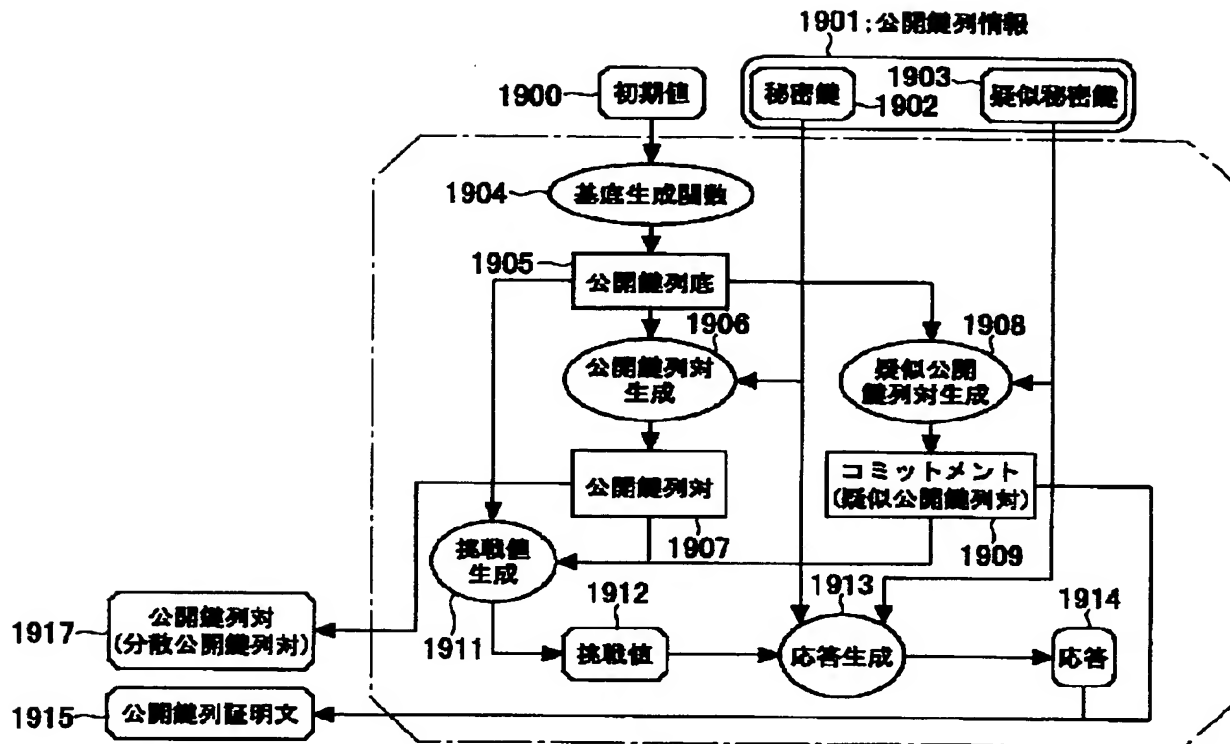 1901;公開鍵列情報
1900
初期値
秘密鍵
1902
1903
疑似秘密鍵
1904
基底生成関数
1905
公開鍵列底
1906
公開鍵列対
生成
1908
疑似公開
鍵列対生成
公開鍵列対
1907
コミットメント
(疑似公開鍵列対)
1909
挑戦値
生成
1911
1912
挑戦値
1913
応答生成
1914
応答
1917
公開鍵列対
(分散公開鍵列対)
1915
公開鍵列証明文